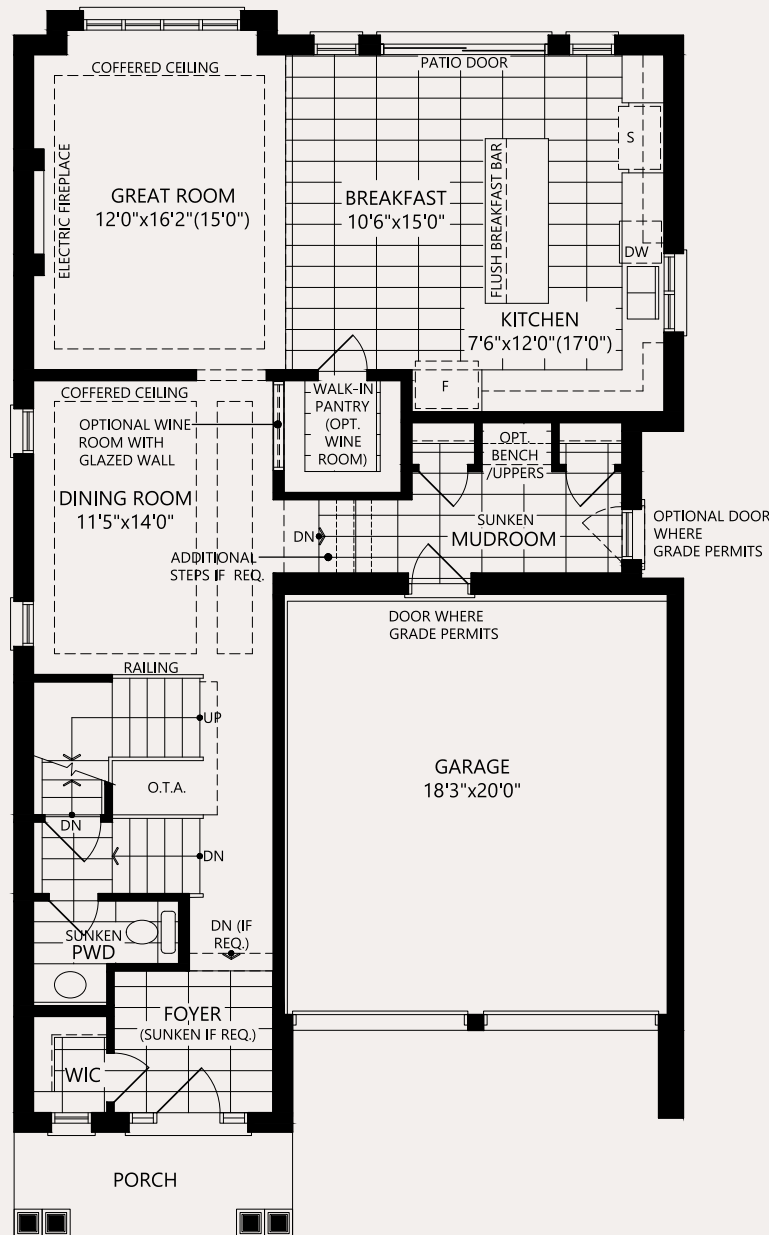 COFFERED CEILING
PATIO DOOR
ELECTRIC FIREPLACE
GREAT ROOM
12'0"x16'2"(15'0")
BREAKFAST
10'6"x15'0"
FLUSH BREAKFAST BAR
S
DW
KITCHEN
7'6"x12'0"(17'0")
F
COFFERED CEILING
OPTIONAL WINE
ROOM WITH
GLAZED WALL
WALK-IN
PANTRY
(OPT.
WINE
ROOM)
OPT.
BENCH
/UPPERS
DINING ROOM
11'5"x14'0"
DN
SUNKEN
MUDROOM
OPTIONAL DOOR
WHERE
GRADE PERMITS
ADDITIONAL
STEPS IF REQ.
DOOR WHERE
GRADE PERMITS
RAILING
UP
O.T.A.
DN
DN
GARAGE
18'3"x20'0"
SUNKEN
PWD
DN (IF
REQ.)
FOYER
(SUNKEN IF REQ.)
WIC
PORCH